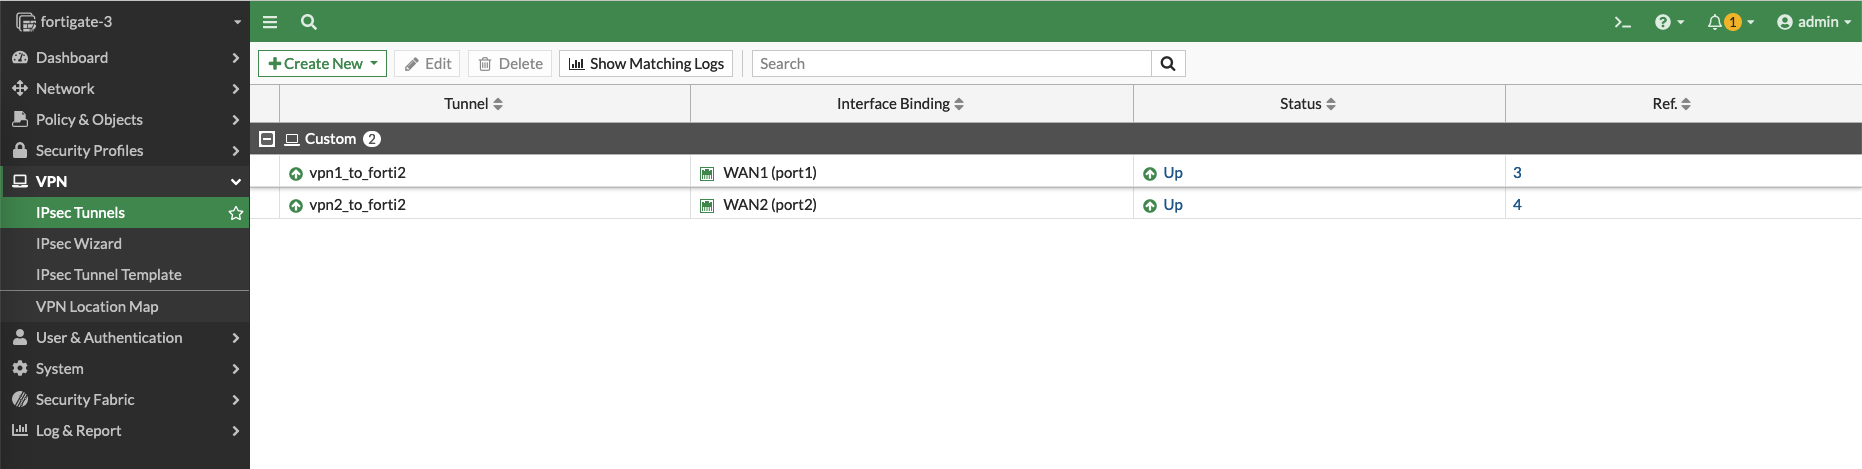 fortigate-3
admin
1
Dashboard
Network
Policy & Objects
Security Profiles
VPN
IPsec Tunnels
IPsec Wizard
IPsec Tunnel Template
VPN Location Map
User & Authentication
System
Security Fabric
Log & Report
Create New Edit Delete Show Matching Logs Search
Tunnel Interface Binding Status Ref.
Custom 2
vpn1_to_forti2 WAN1 (port1) Up 3
vpn2_to_forti2 WAN2 (port2) Up 4